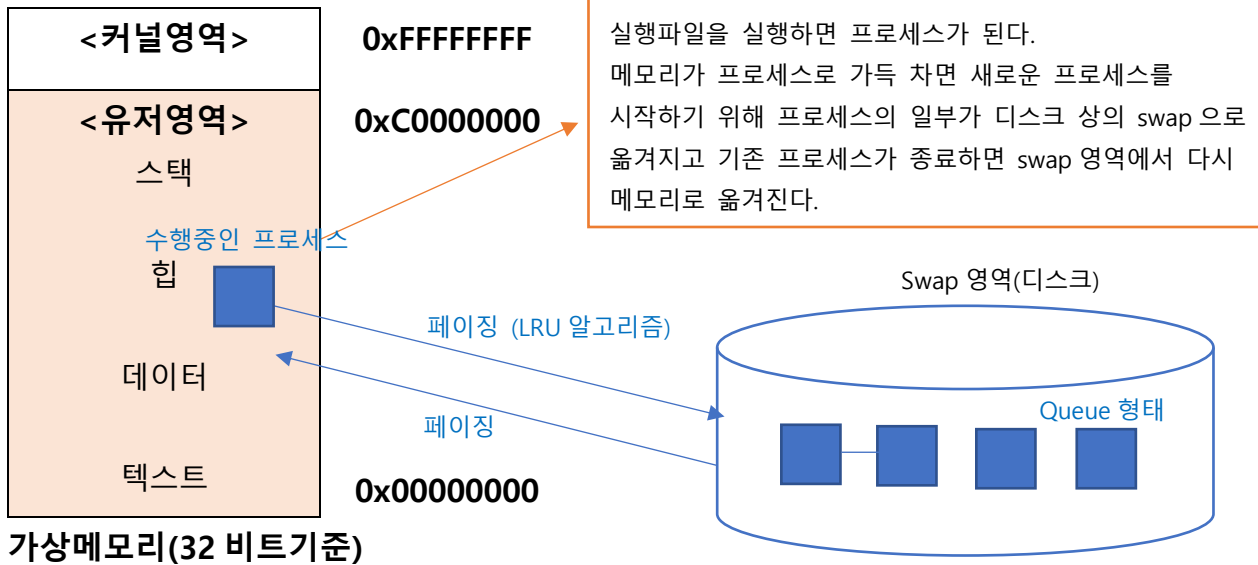 <커널영역>
0xFFFFFFFF
<유저영역>
0xC0000000
스택
수행중인 프로세스
힙
데이터
텍스트
0x00000000
가상메모리(32 비트기준)
실행파일을 실행하면 프로세스가 된다.
메모리가 프로세스로 가득 차면 새로운 프로세스를
시작하기 위해 프로세스의 일부가 디스크 상의 swap 으로
옮겨지고 기존 프로세스가 종료하면 swap 영역에서 다시
메모리로 옮겨진다.
Swap 영역(디스크)
페이징 (LRU 알고리즘)
페이징
Queue 형태